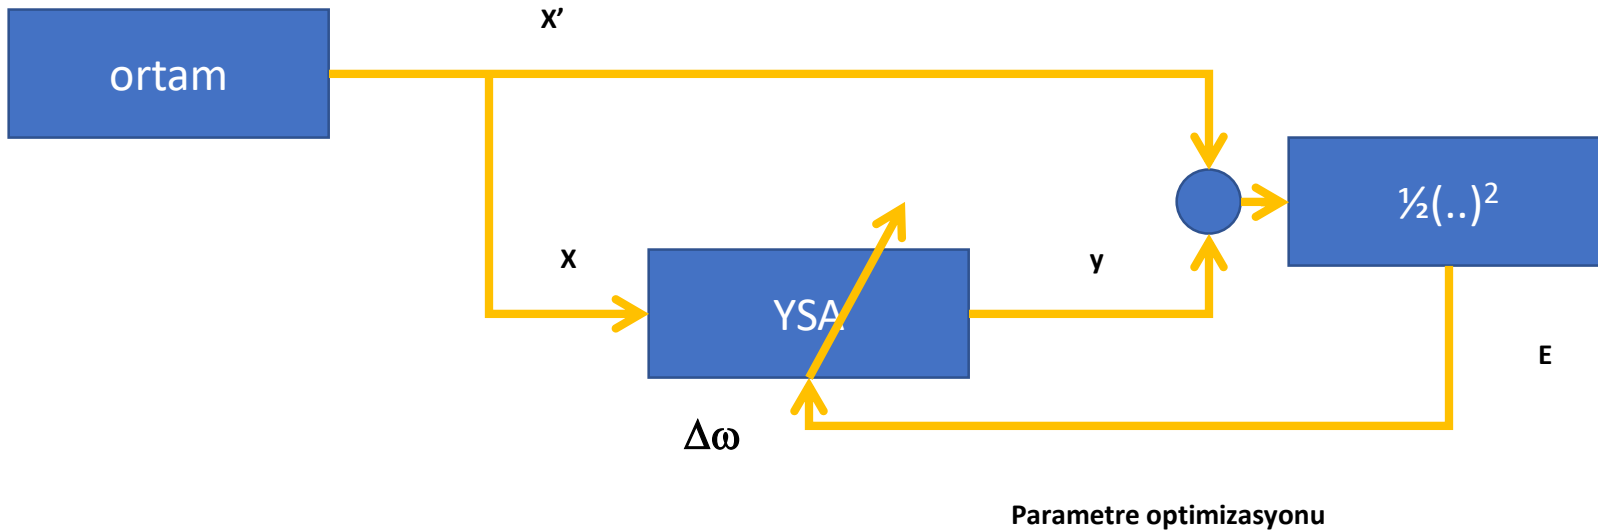 X’
ortam
½(..)²
X
y
YSA
E
Δω
Parametre optimizasyonu